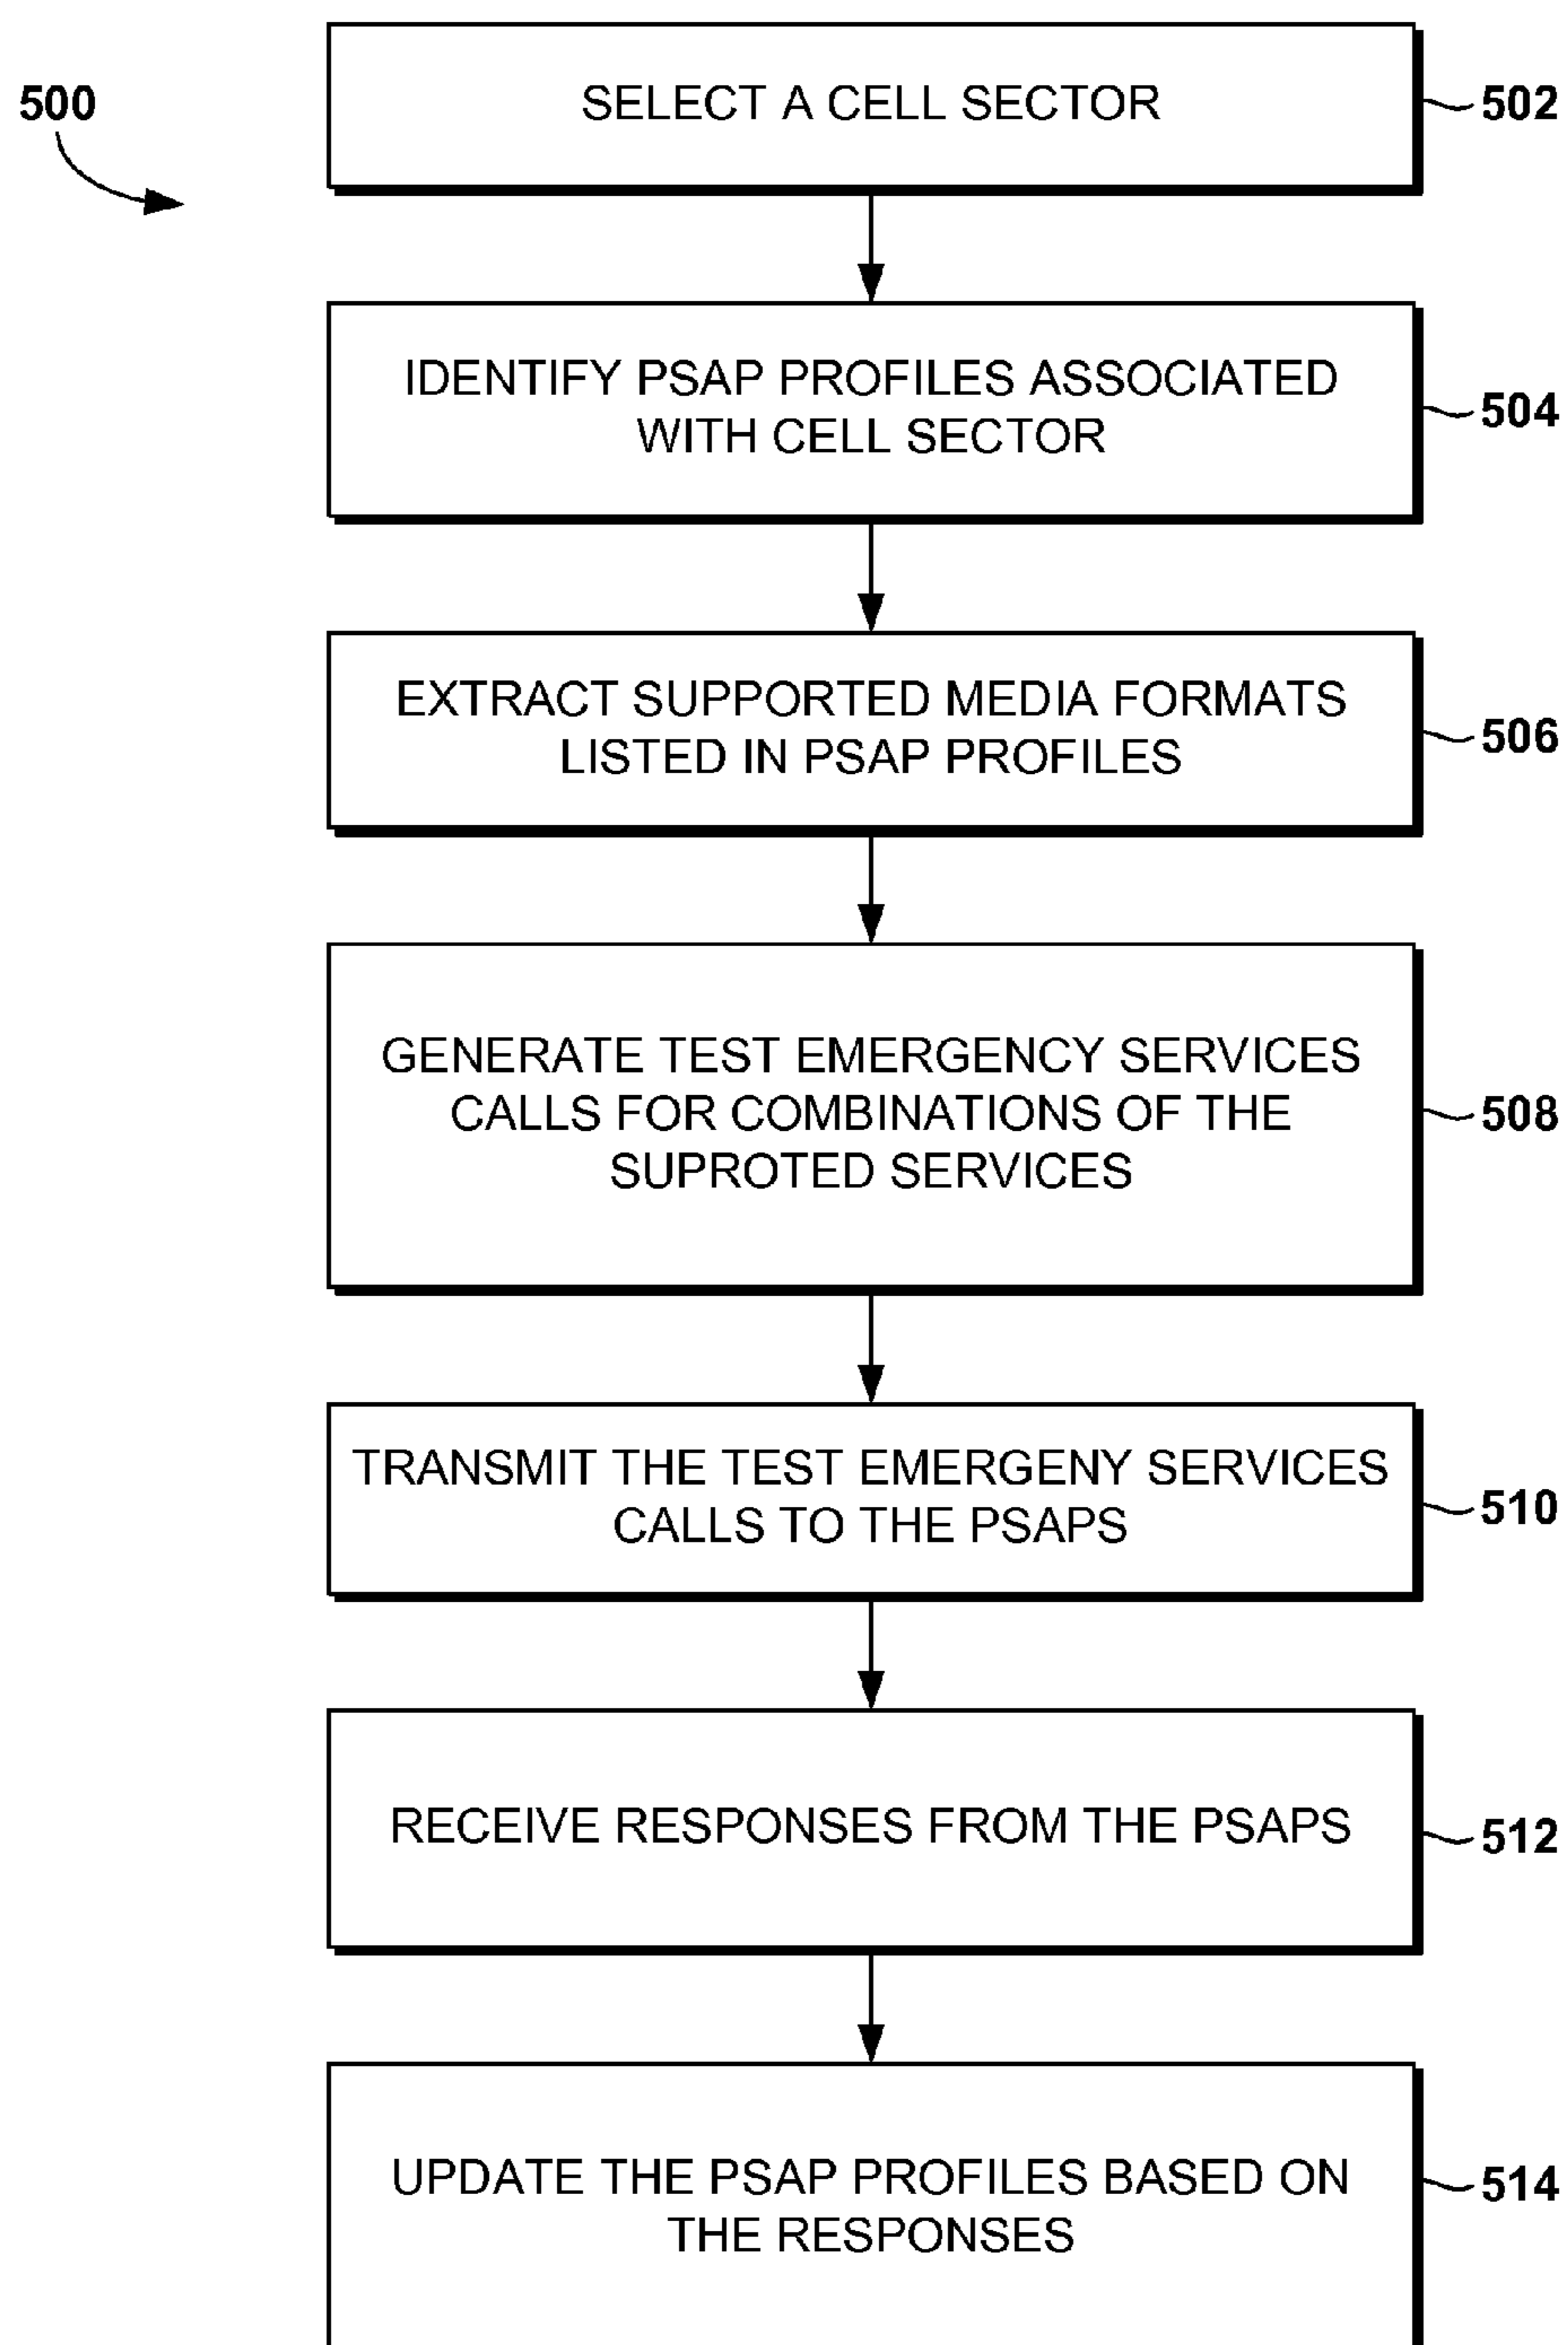 500
SELECT A CELL SECTOR
502
IDENTIFY PSAP PROFILES ASSOCIATED
WITH CELL SECTOR
504
EXTRACT SUPPORTED MEDIA FORMATS
LISTED IN PSAP PROFILES
506
GENERATE TEST EMERGENCY SERVICES
CALLS FOR COMBINATIONS OF THE
SUPROTED SERVICES
508
TRANSMIT THE TEST EMERGENY SERVICES
CALLS TO THE PSAPS
510
RECEIVE RESPONSES FROM THE PSAPS
512
UPDATE THE PSAP PROFILES BASED ON
THE RESPONSES
514